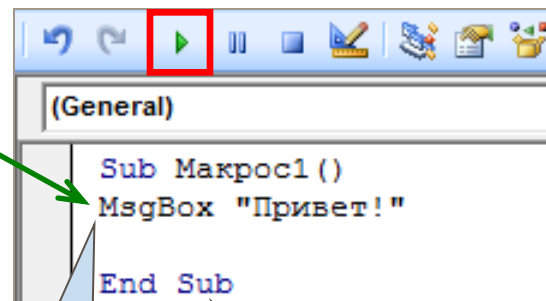 (General)
Sub Макрос1()
MsgBox "Привет!"
End Sub